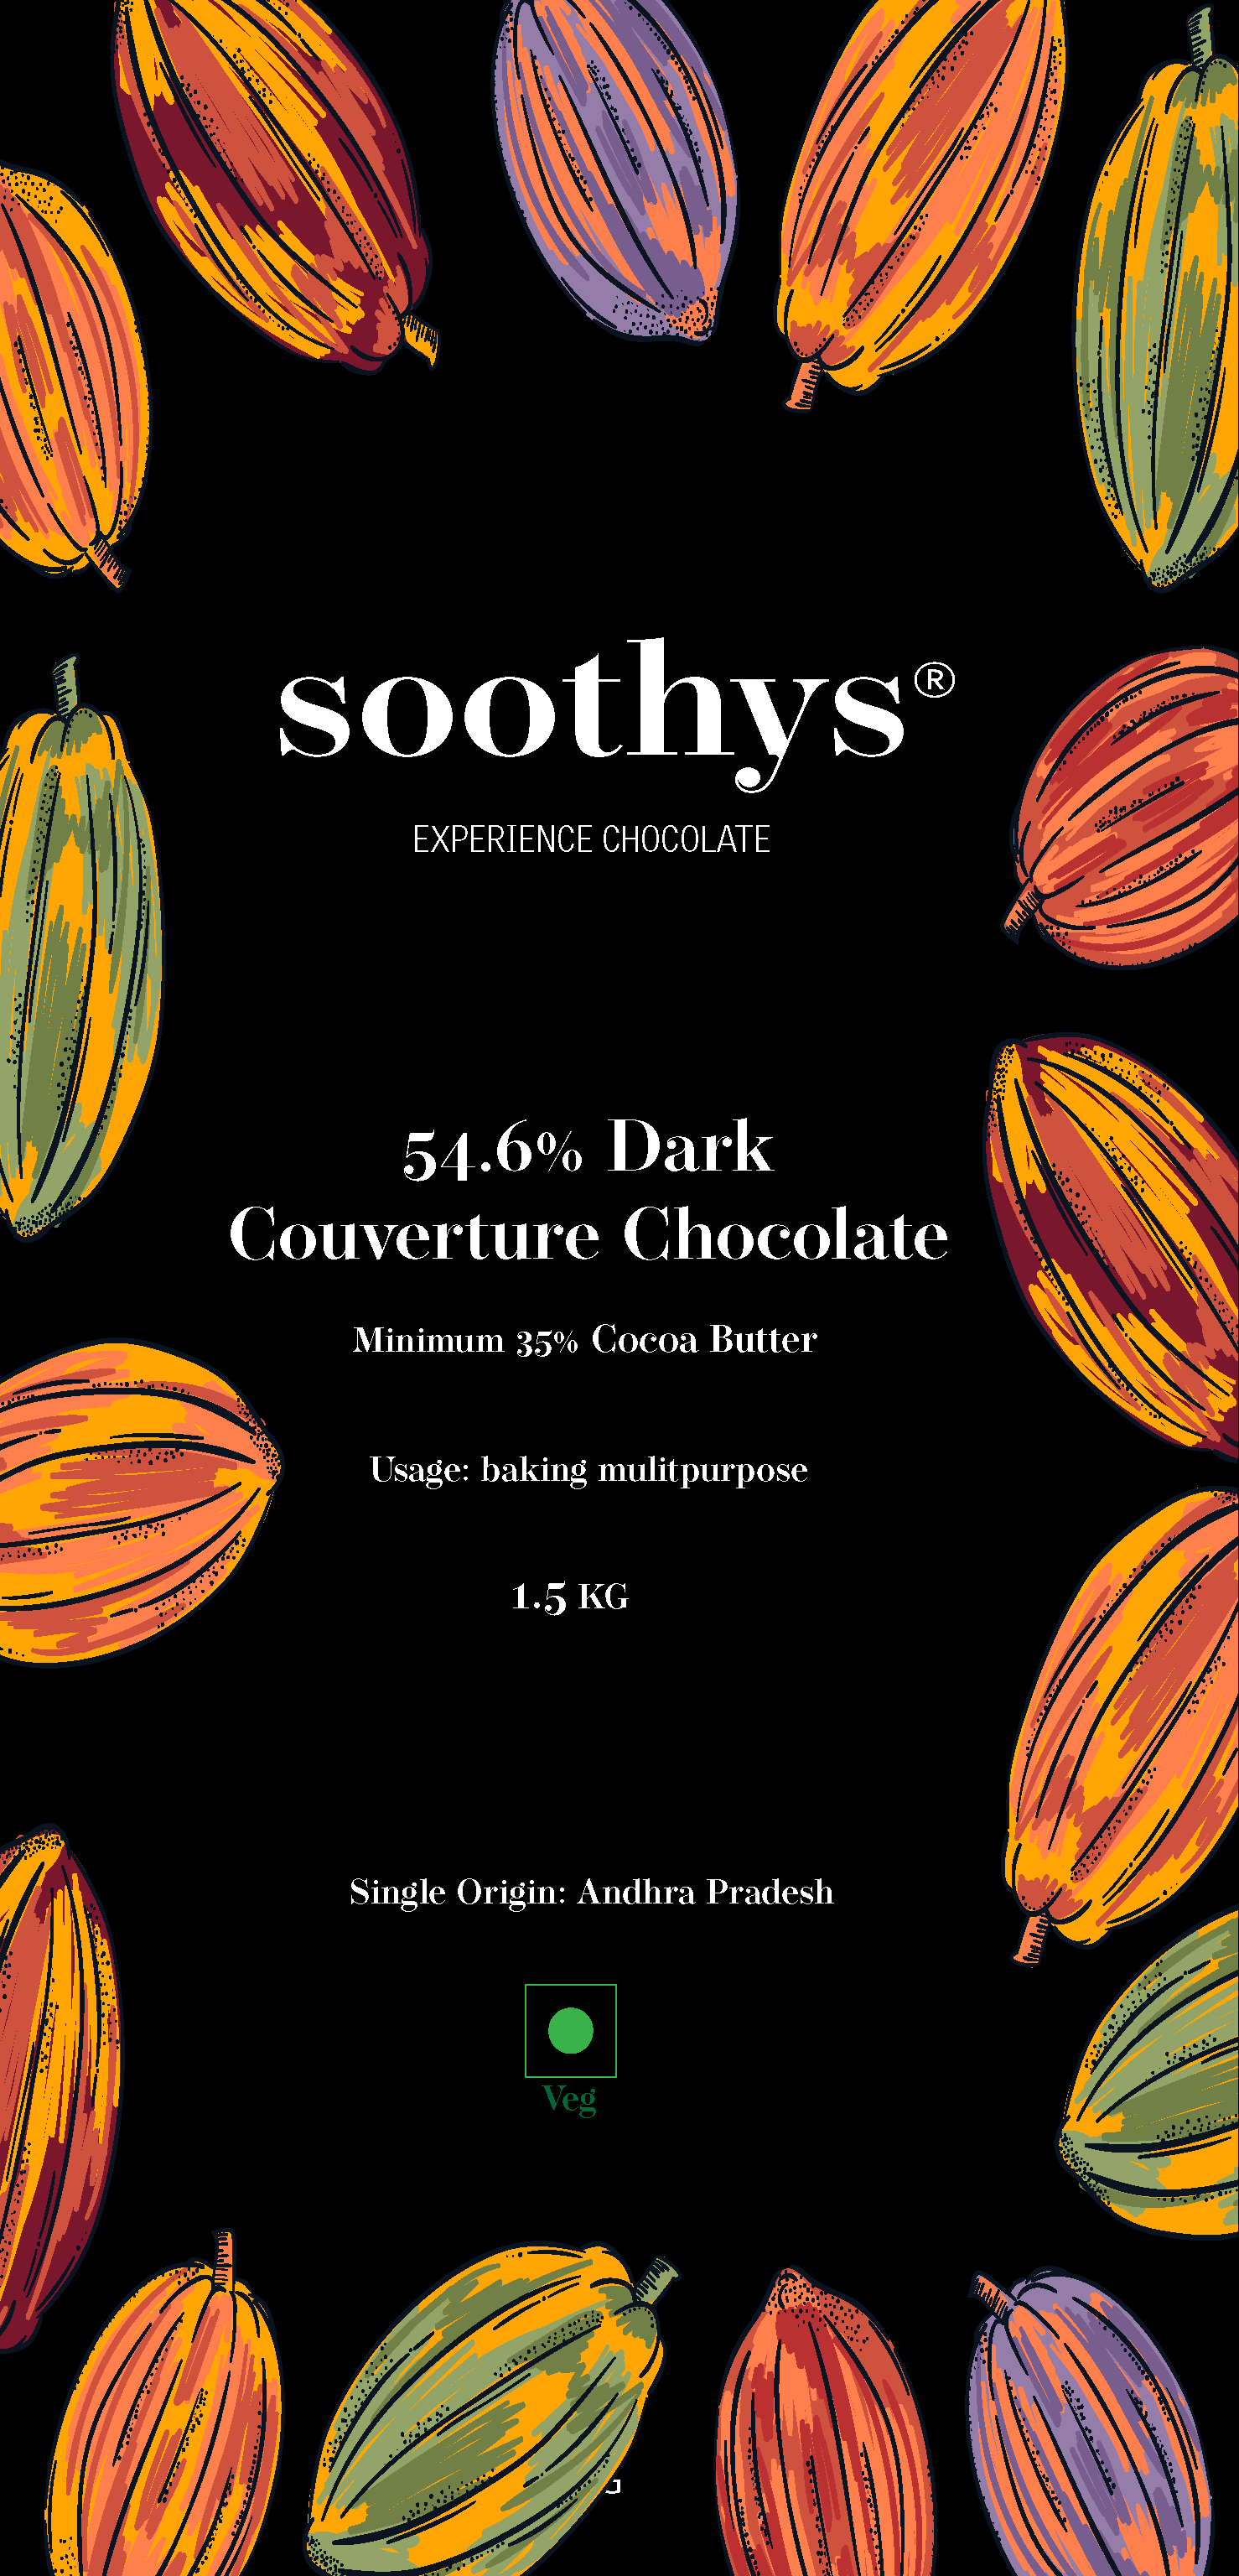 soothys®
EXPERIENCE CHOCOLATE
54.6% Dark
Couverture Chocolate
Minimum 35% Cocoa Butter
Usage: baking mulitpurpose
1.5 KG
Single Origin: Andhra Pradesh
Veg